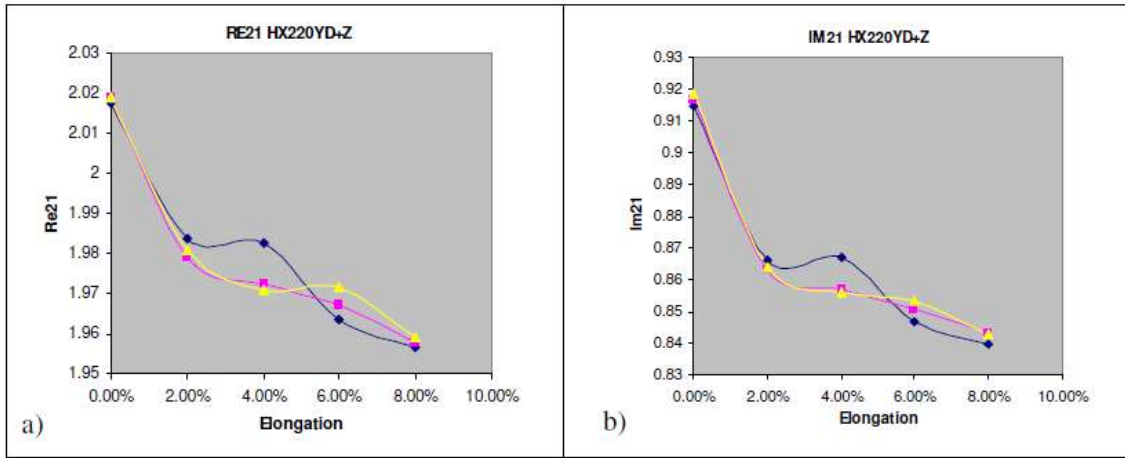 RE21 HX220YD+Z
2.03
2.02
2.01
2
1.99
1.98
1.97
1.96
1.95
Re21
0.00% 2.00% 4.00% 6.00% 8.00% 10.00%
Elongation
a)
IM21 HX220YD+Z
0.93
0.92
0.91
0.9
0.89
0.88
0.87
0.86
0.85
0.84
0.83
Im21
0.00% 2.00% 4.00% 6.00% 8.00% 10.00%
Elongation
b)